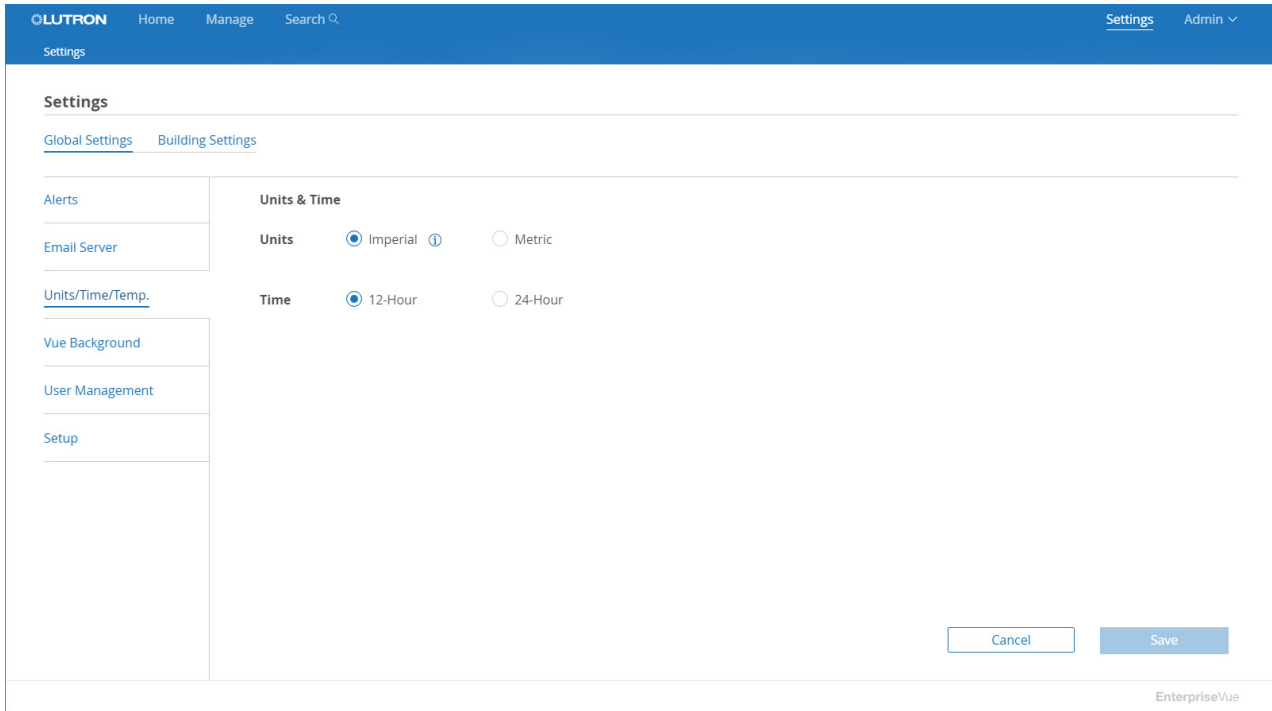 LUTRON Home Manage Search Settings Admin
Settings
Settings
Global Settings Building Settings
Alerts
Email Server
Units/Time/Temp.
Vue Background
User Management
Setup
Units & Time
Units Imperial Metric
Time 12-Hour 24-Hour
Cancel Save
EnterpriseVue